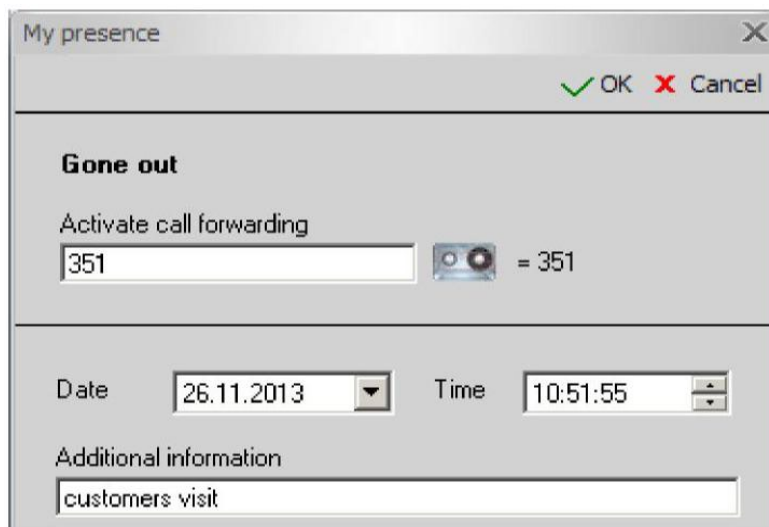 My presence
OK Cancel
Gone out
Activate call forwarding
351 = 351
Date 26.11.2013 Time 10:51:55
Additional information
customers visit